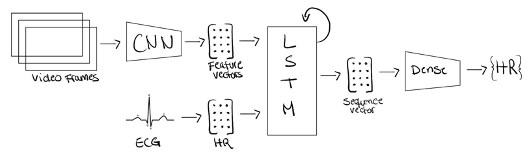 Video Frames
CNN
Feature
vectors
ECG
HR
L
S
T
M
Sequence
vector
Dense
{HR}